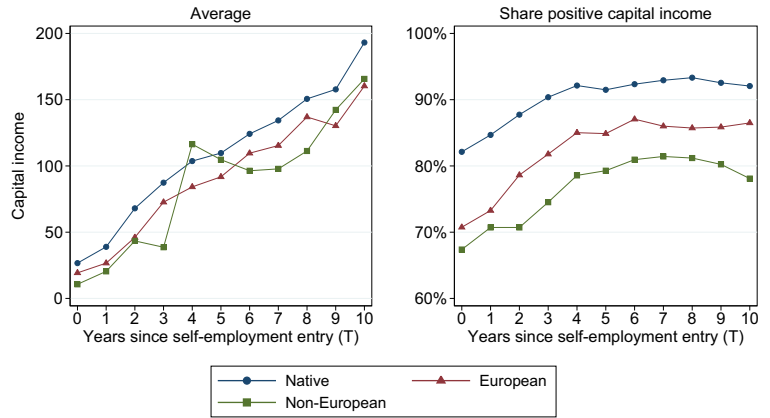 Average
Capital income
200
150
100
50
0
0 1 2 3 4 5 6 7 8 9 10
Years since self-employment entry (T)
Share positive capital income
100%
90%
80%
70%
60%
0 1 2 3 4 5 6 7 8 9 10
Years since self-employment entry (T)
Native
European
Non-European